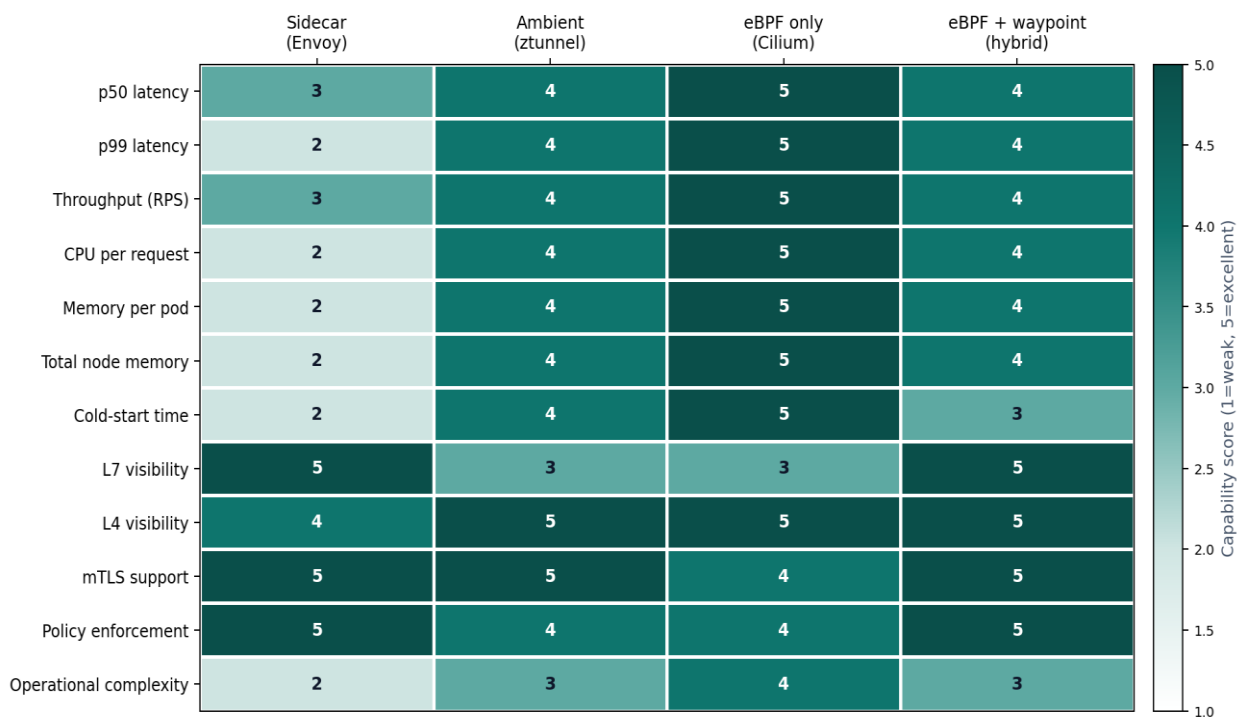 Sidecar Ambient eBPF only eBPF + waypoint
(Envoy) (ztunnel) (Cilium) (hybrid)
p50 latency 3 4 5 4
p99 latency 2 4 5 4
Throughput (RPS) 3 4 5 4
CPU per request 2 4 5 4
Memory per pod 2 4 5 4
Total node memory 2 4 5 4
Cold-start time 2 4 5 3
L7 visibility 5 3 3 5
L4 visibility 4 5 5 5
mTLS support 5 5 4 5
Policy enforcement 5 4 4 5
Operational complexity 2 3 4 3
5.0
4.5
4.0
3.5
3.0
2.5
2.0
1.5
1.0
Capability score (1=weak, 5=excellent)